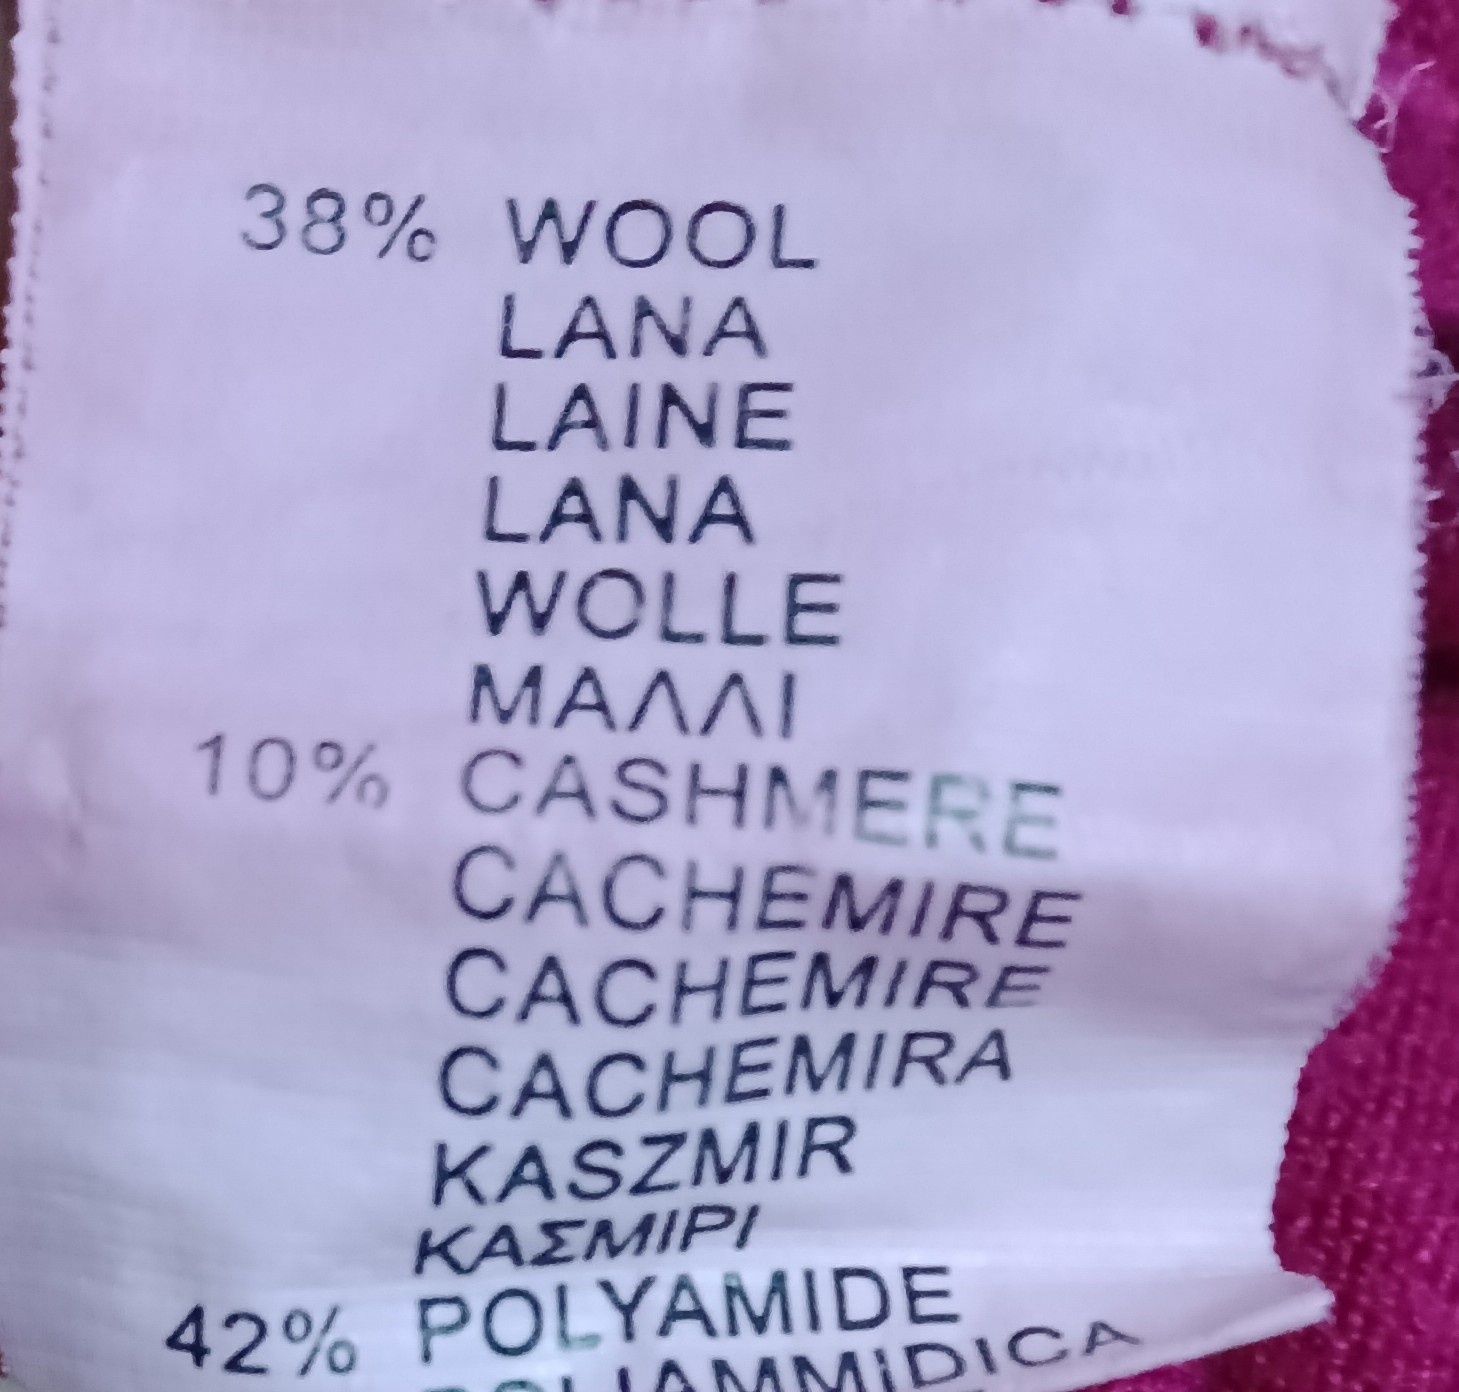 38% WOOL
LANA
LAINE
LANA
WOLLE
ΜΑΛΛΙ
10% CASHMERE
CACHEMIRE
CACHEMIRE
CACHEMIRA
KASZMIR
ΚΑΣΜΙΡΙ
42% POLYAMIDE